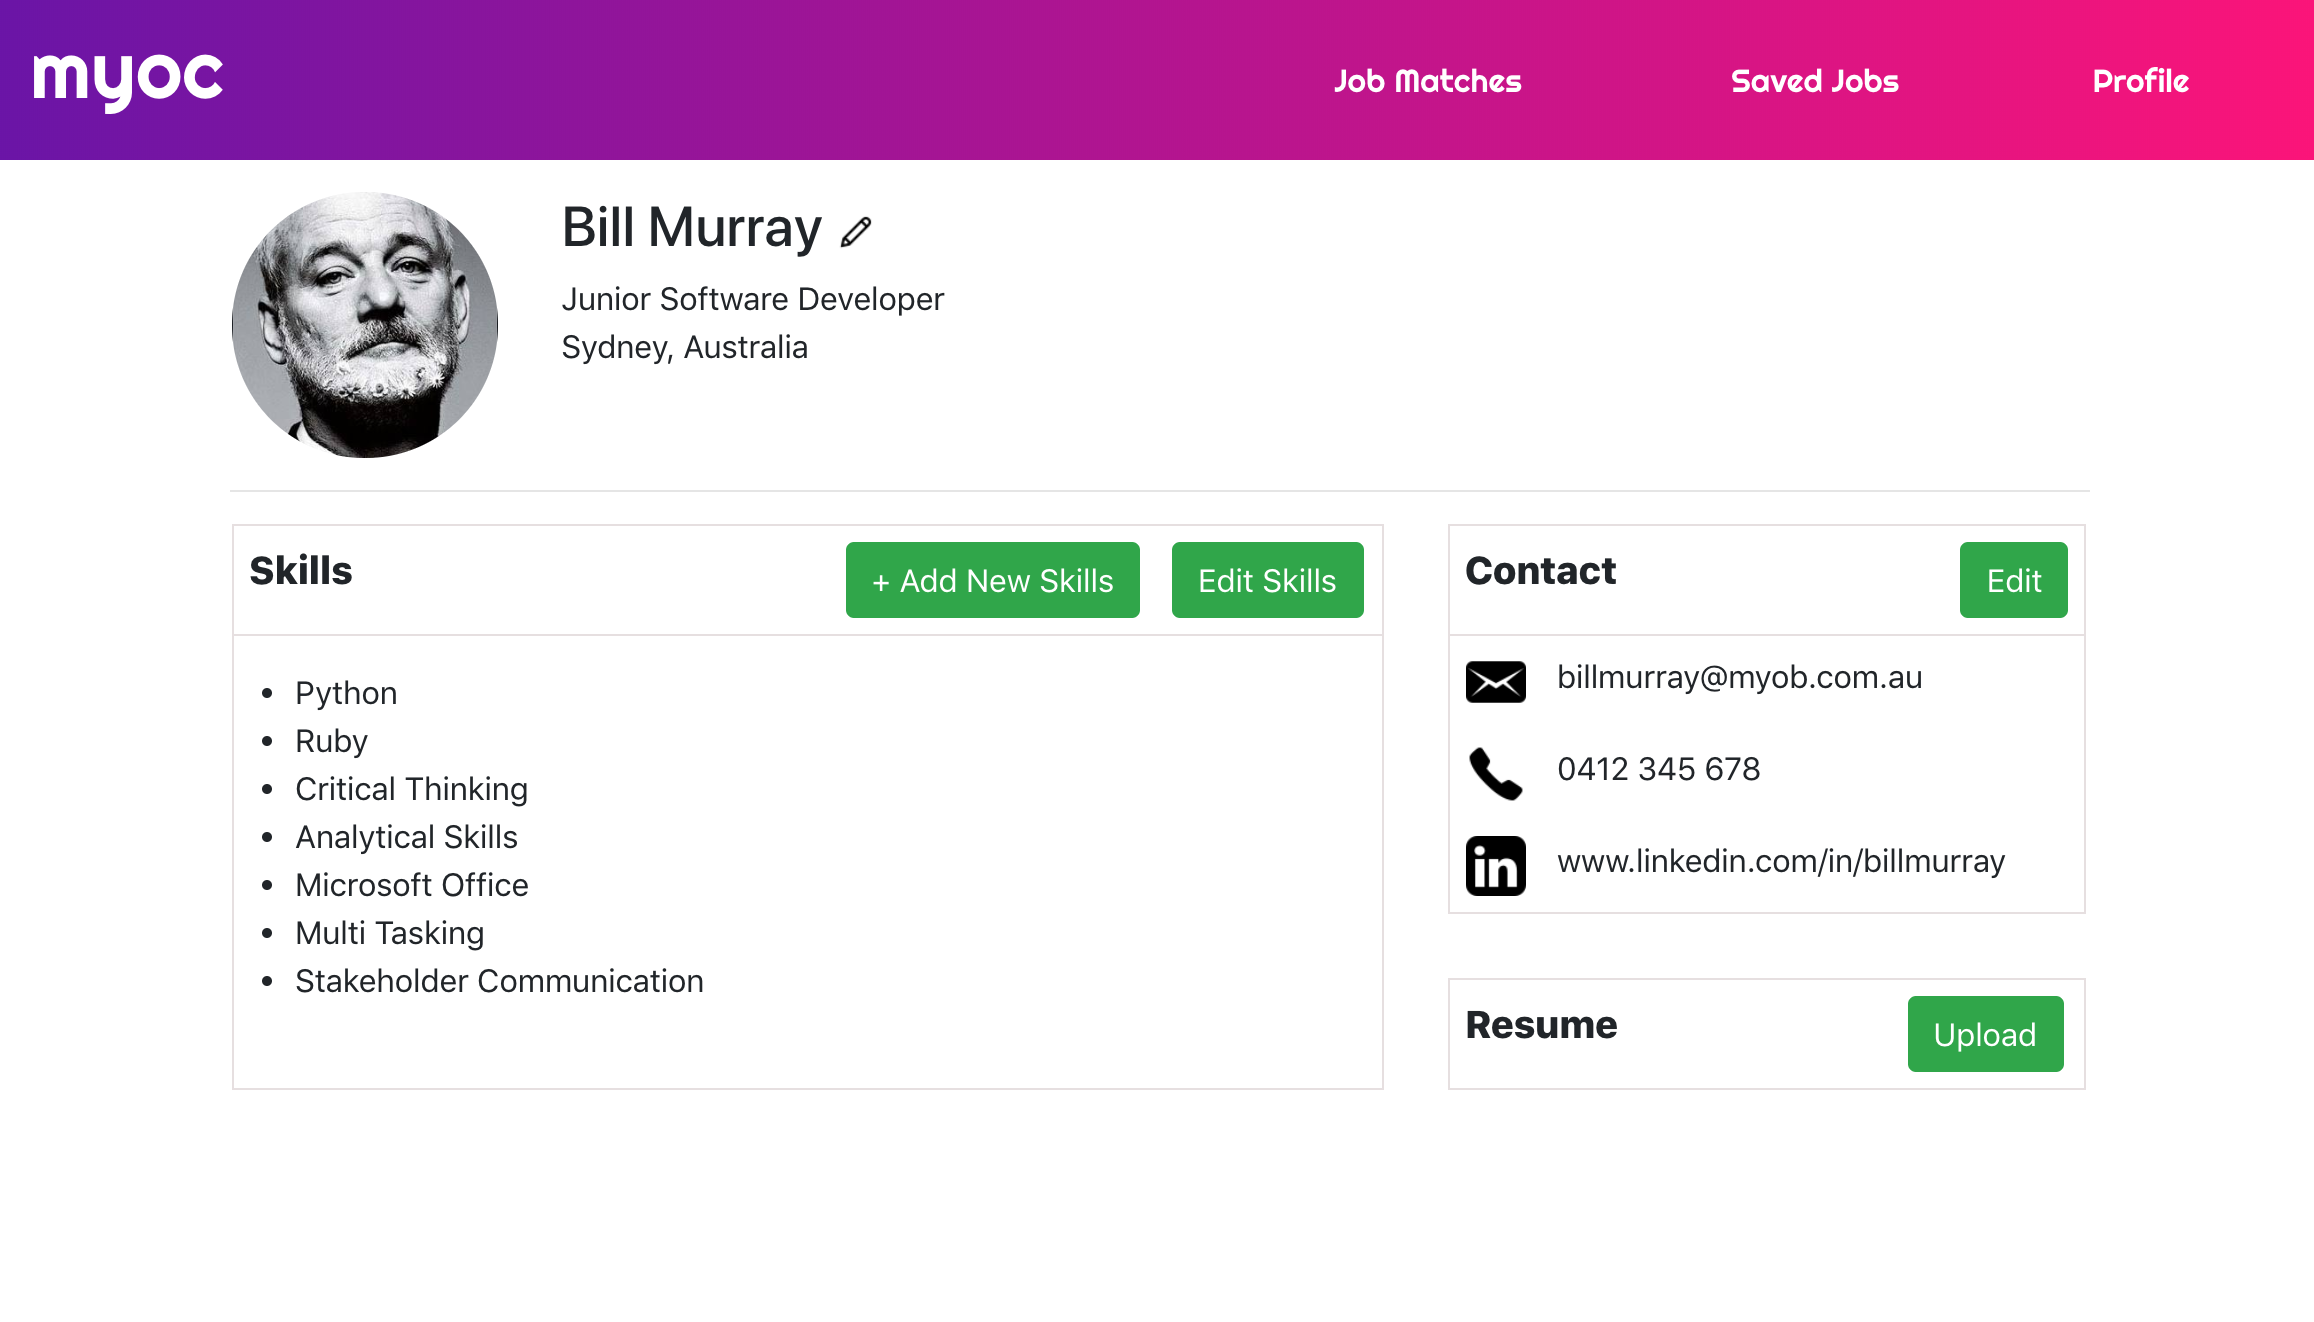 myoc
Job Matches
Saved Jobs
Profile
Bill Murray
Junior Software Developer
Sydney, Australia
Skills
+ Add New Skills
Edit Skills
Python
Ruby
Critical Thinking
Analytical Skills
Microsoft Office
Multi Tasking
Stakeholder Communication
Contact
Edit
billmurray@myob.com.au
0412 345 678
in
www.linkedin.com/in/billmurray
Resume
Upload